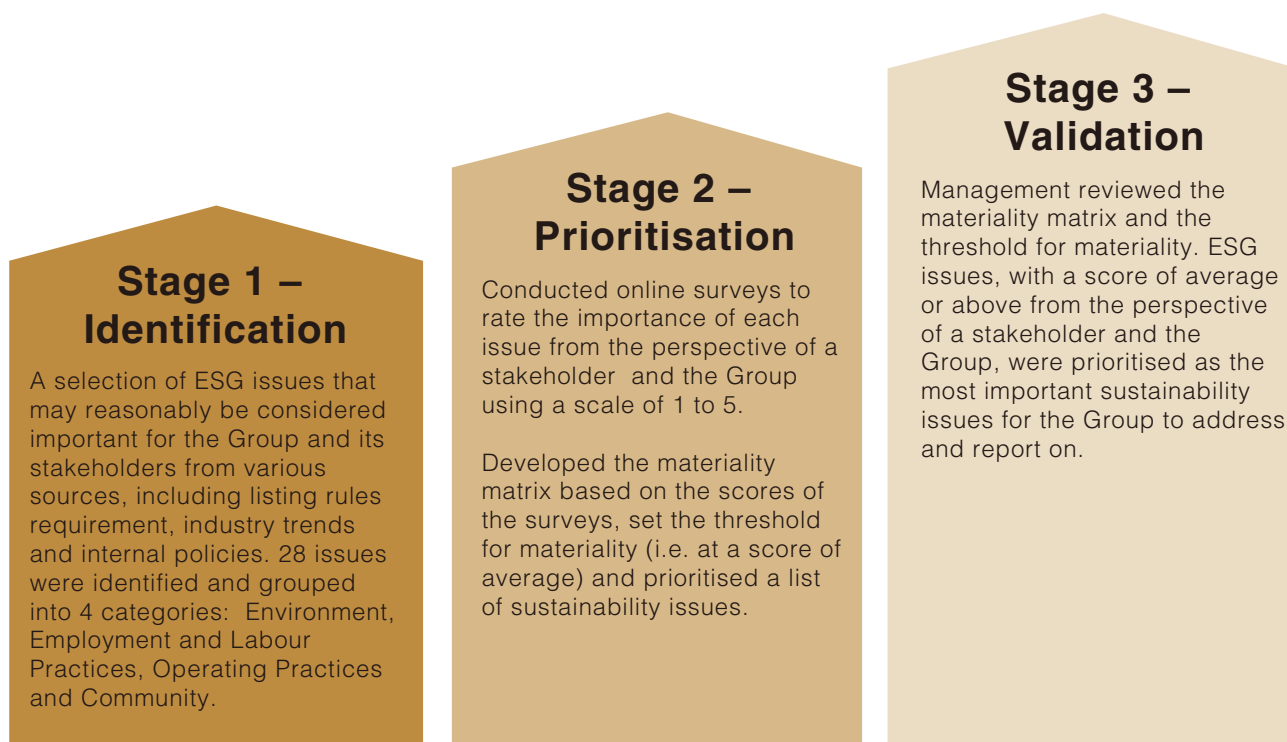 Stage 1 –
Identification
A selection of ESG issues that
may reasonably be considered
important for the Group and its
stakeholders from various
sources, including listing rules
requirement, industry trends
and internal policies. 28 issues
were identified and grouped
into 4 categories:  Environment,
Employment and Labour
Practices, Operating Practices
and Community.
Stage 2 –
Prioritisation
Conducted online surveys to
rate the importance of each
issue from the perspective of a
stakeholder  and the Group
using a scale of 1 to 5.
Developed the materiality
matrix based on the scores of
the surveys, set the threshold
for materiality (i.e. at a score of
average) and prioritised a list
of sustainability issues.
Stage 3 –
Validation
Management reviewed the
materiality matrix and the
threshold for materiality. ESG
issues, with a score of average
or above from the perspective
of a stakeholder and the
Group, were prioritised as the
most important sustainability
issues for the Group to address
and report on.